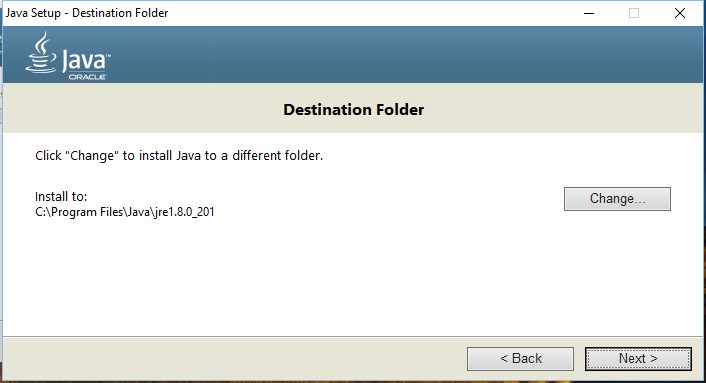 Java Setup - Destination Folder
Java™
ORACLE
Destination Folder
Click "Change" to install Java to a different folder.
Install to:
C:\Program Files\Java\jre1.8.0_201
Change...
< Back
Next >